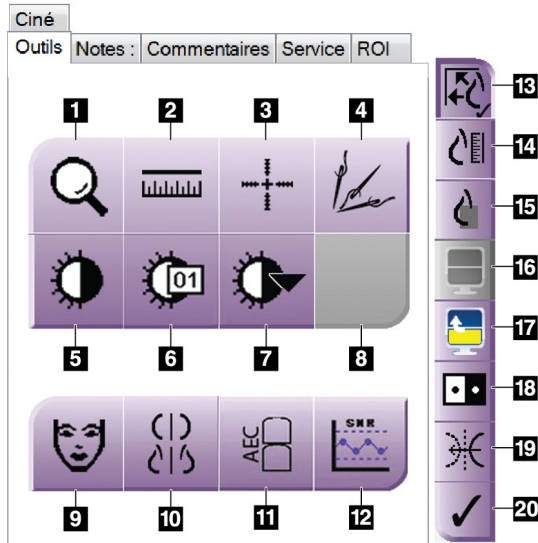 Ciné
Outils Notes : Commentaires Service ROI
1 2 3 4
01
5 6 7 8
AEC
SNR
9 10 11 12
13
14
15
16
17
18
19
20